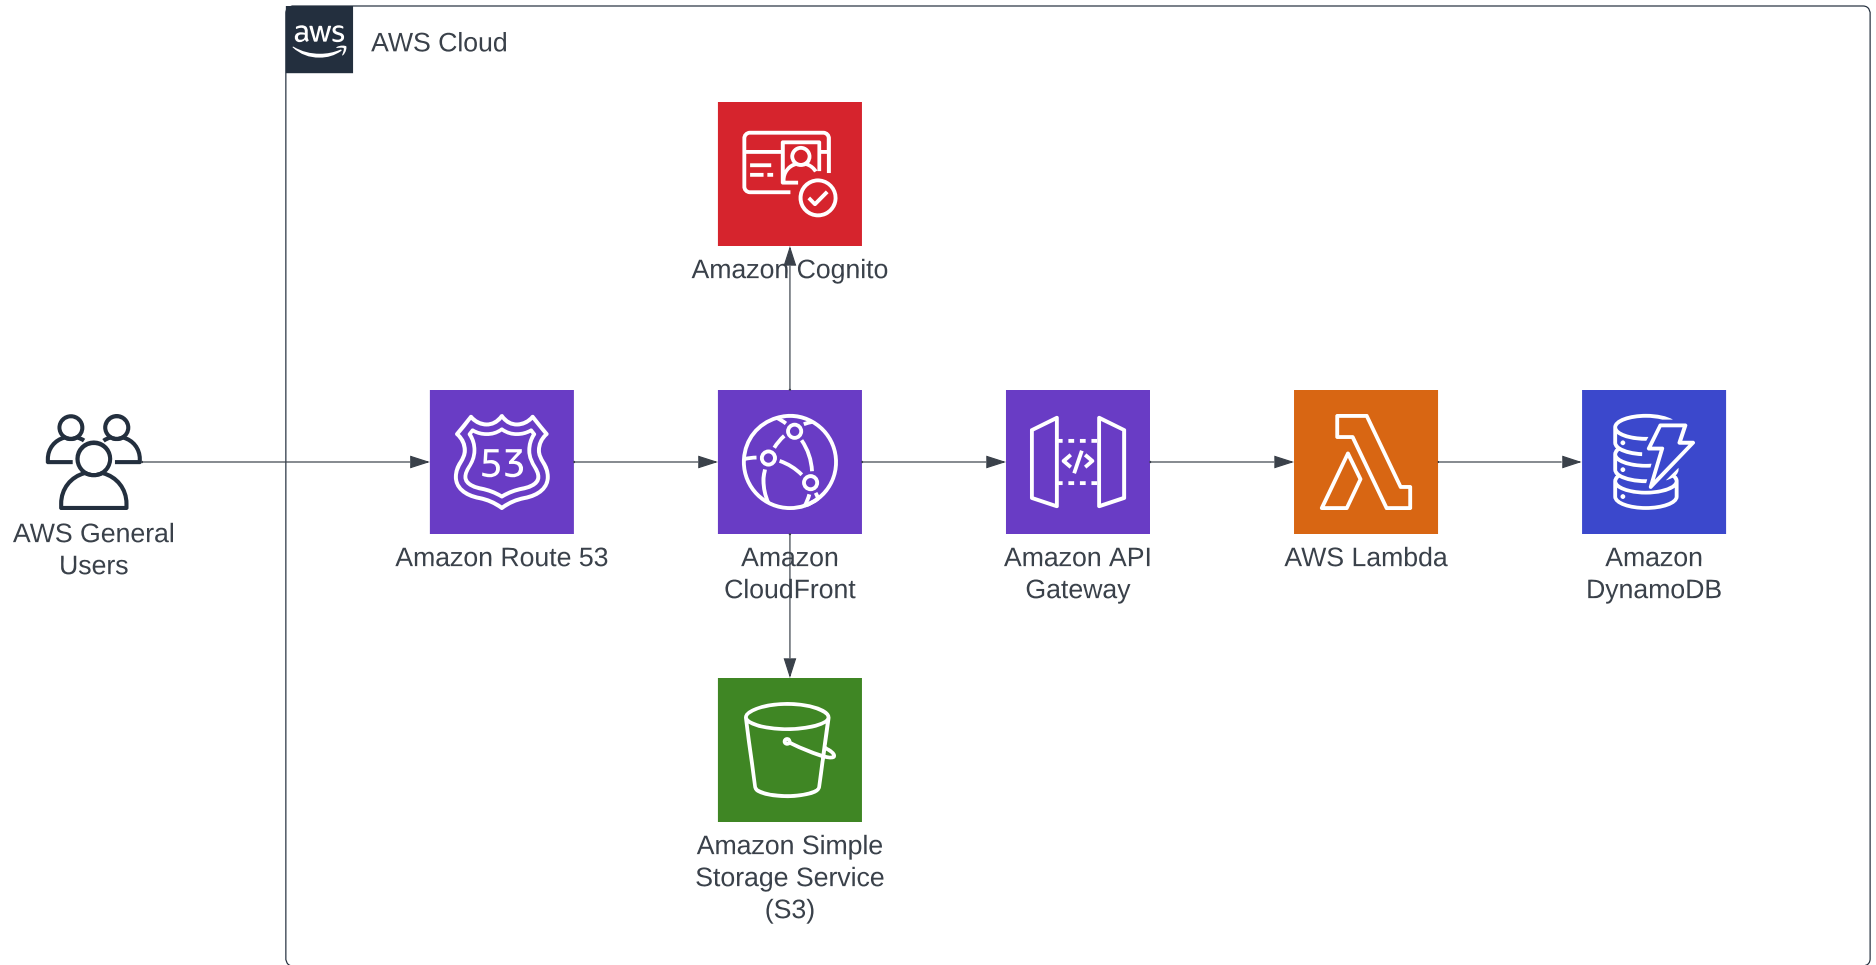 aws
AWS Cloud
Amazon Cognito
53
AWS General
Users
Amazon Route 53
Amazon
CloudFront
Amazon API
Gateway
AWS Lambda
Amazon
DynamoDB
Amazon Simple
Storage Service
(S3)